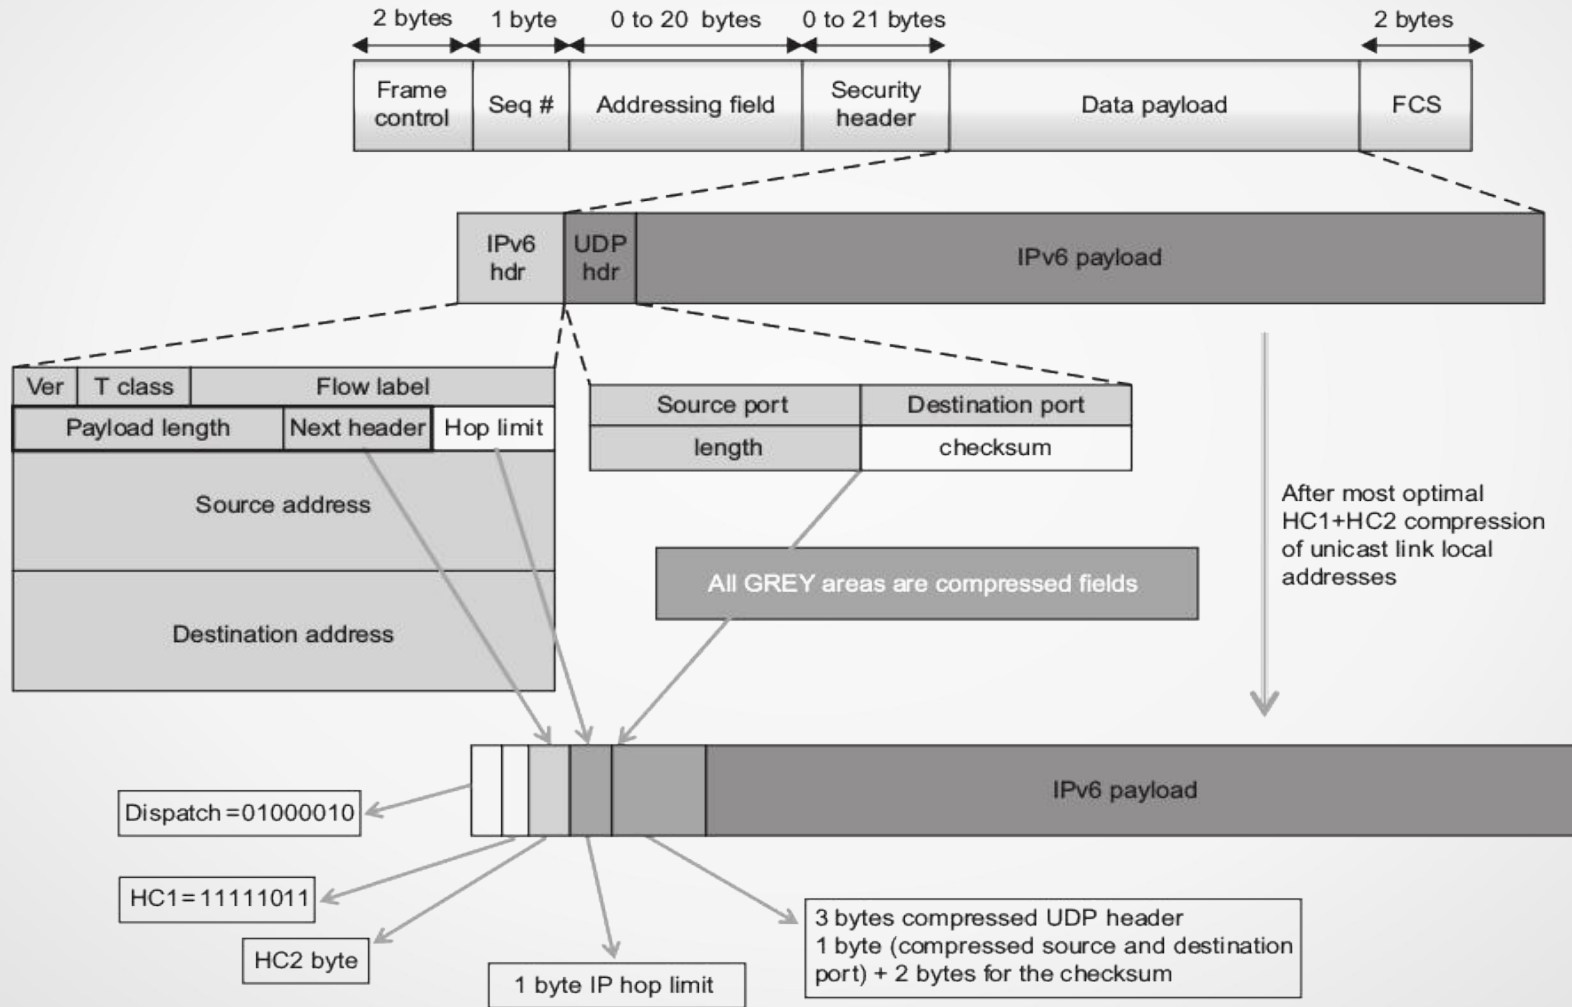 2 bytes
1 byte
0 to 20 bytes
0 to 21 bytes
2 bytes
Frame
control
Seq #
Addressing field
Security
header
Data payload
FCS
IPv6
hdr
UDP
hdr
IPv6 payload
Ver
T class
Flow label
Payload length
Next header
Hop limit
Source address
Destination address
Source port
Destination port
length
checksum
All GREY areas are compressed fields
After most optimal
HC1+HC2 compression
of unicast link local
addresses
IPv6 payload
Dispatch=01000010
HC1=11111011
HC2 byte
1 byte IP hop limit
3 bytes compressed UDP header
1 byte (compressed source and destination
port) + 2 bytes for the checksum